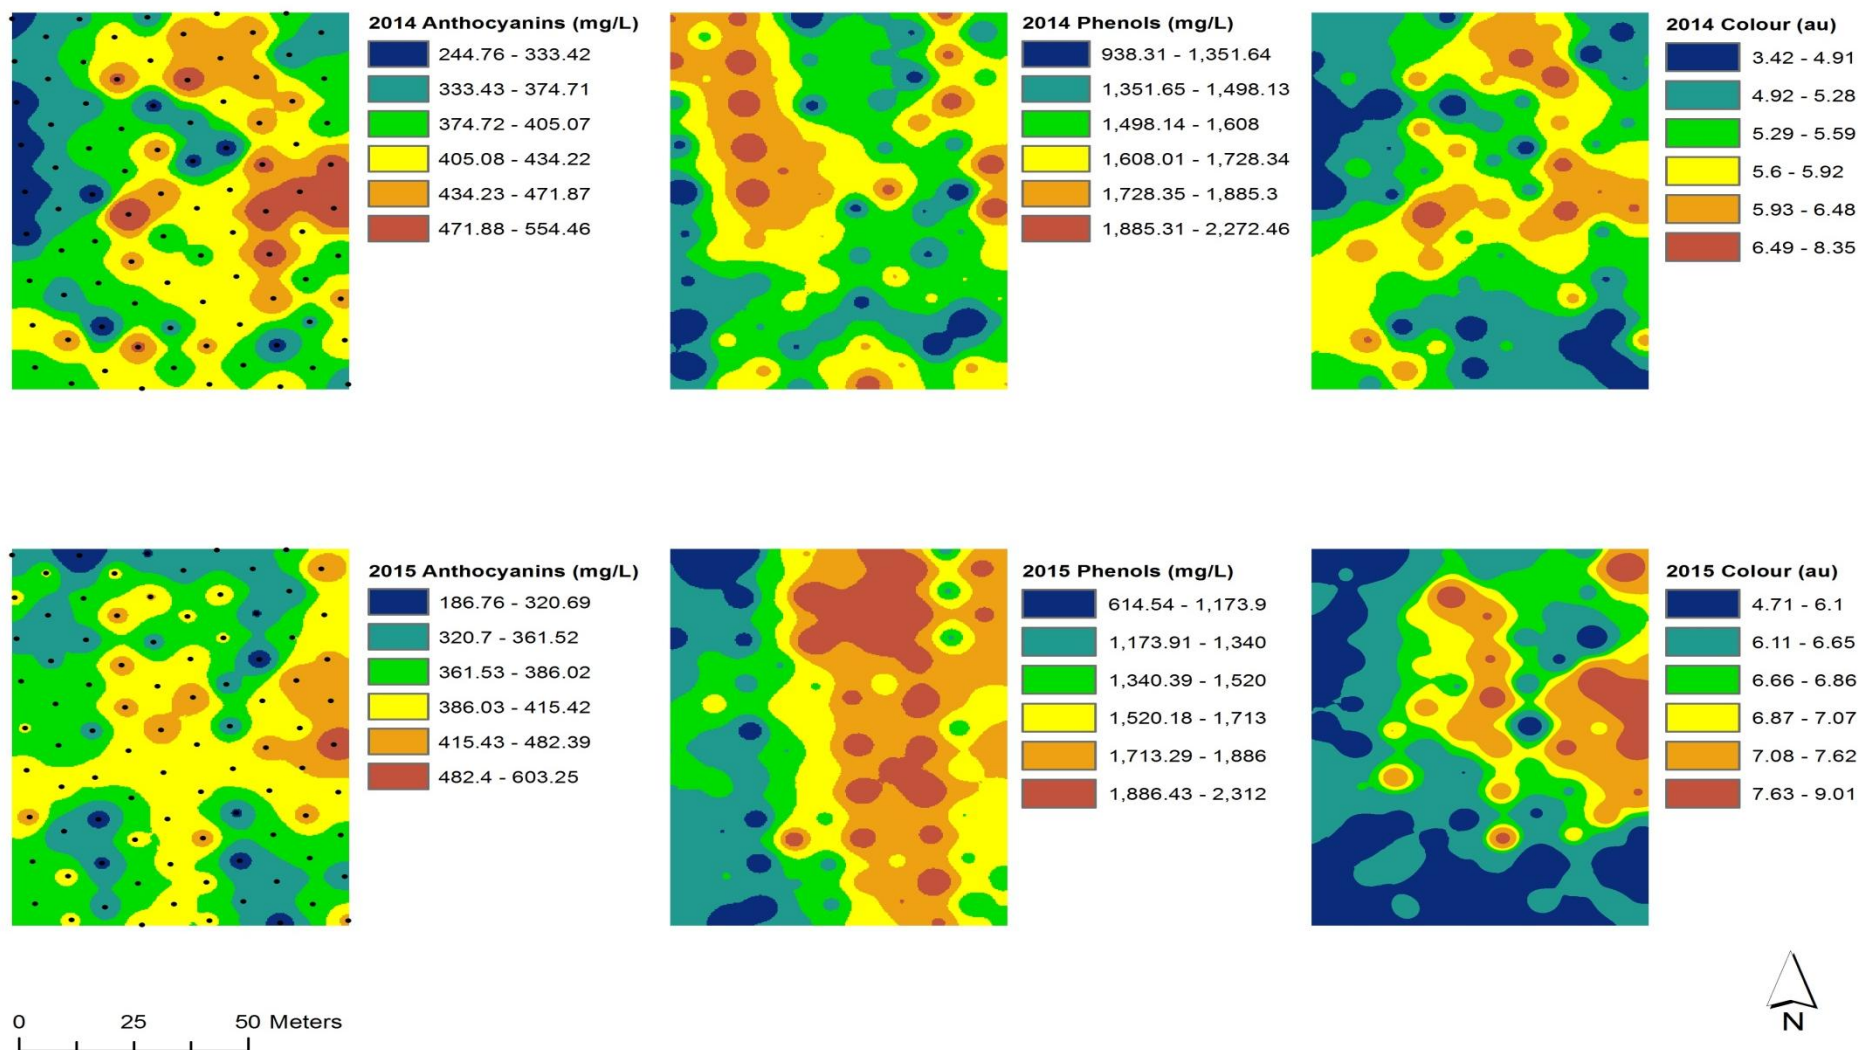 2014 Anthocyanins (mg/L)
244.76 - 333.42
333.43 - 374.71
374.72 - 405.07
405.08 - 434.22
434.23 - 471.87
471.88 - 554.46
2014 Phenols (mg/L)
938.31 - 1,351.64
1,351.65 - 1,498.13
1,498.14 - 1,608
1,608.01 - 1,728.34
1,728.35 - 1,885.3
1,885.31 - 2,272.46
2014 Colour (au)
3.42 - 4.91
4.92 - 5.28
5.29 - 5.59
5.6 - 5.92
5.93 - 6.48
6.49 - 8.35
2015 Anthocyanins (mg/L)
186.76 - 320.69
320.7 - 361.52
361.53 - 386.02
386.03 - 415.42
415.43 - 482.39
482.4 - 603.25
2015 Phenols (mg/L)
614.54 - 1,173.9
1,173.91 - 1,340
1,340.39 - 1,520
1,520.18 - 1,713
1,713.29 - 1,886
1,886.43 - 2,312
2015 Colour (au)
4.71 - 6.1
6.11 - 6.65
6.66 - 6.86
6.87 - 7.07
7.08 - 7.62
7.63 - 9.01
0 25 50 Meters
N